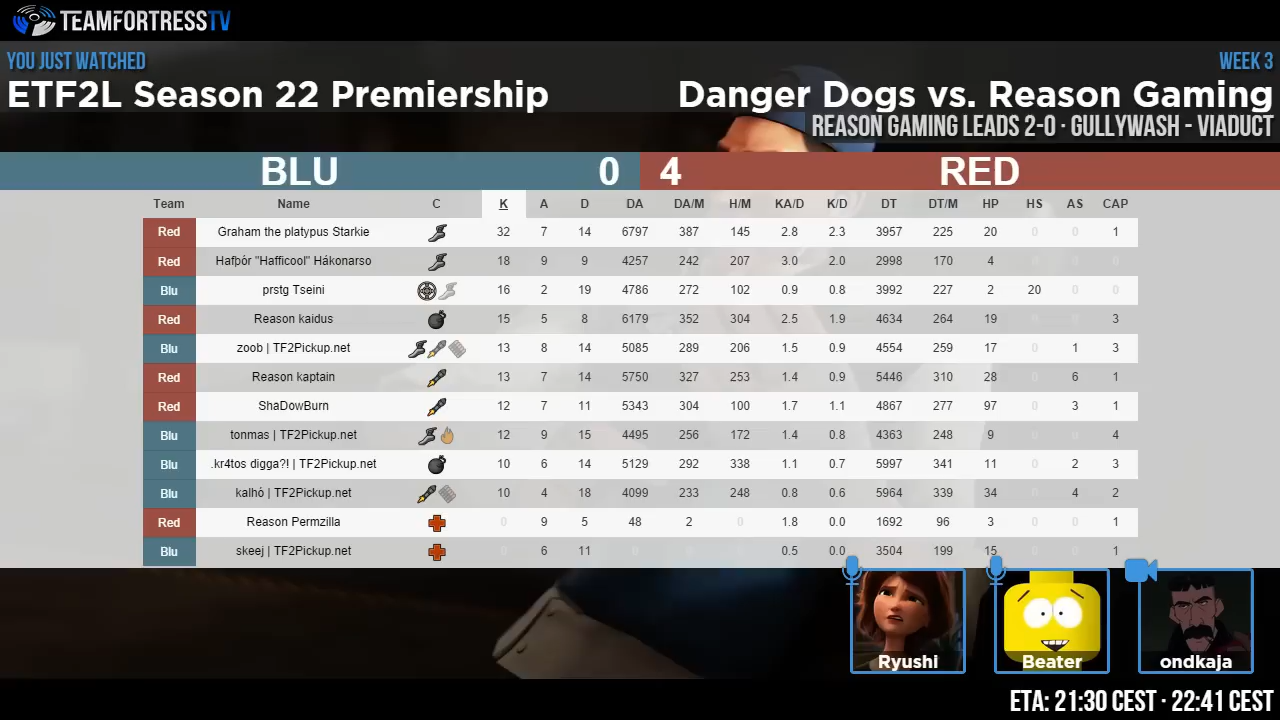 TEAMFORTRESSTV
YOU JUST WATCHED
WEEK 3
ETF2L Season 22 Premiership
Danger Dogs vs. Reason Gaming
REASON GAMING LEADS 2-0 · GULLYWASH - VIADUCT
BLU 0 4 RED
Team Name C K A D DA DA/M H/M KA/D K/D DT DT/M HP HS AS CAP
Red Graham the platypus Starkie 32 7 14 6797 387 145 2.8 2.3 3957 225 20 0 0 1
Red Hafþór "Hafficool" Hákonarso 18 9 9 4257 242 207 3.0 2.0 2998 170 4 0 0 0
Blu prstg Tseini 16 2 19 4786 272 102 0.9 0.8 3992 227 2 20 0 0
Red Reason kaidus 15 5 8 6179 352 304 2.5 1.9 4634 264 19 0 0 3
Blu zoob | TF2Pickup.net 13 8 14 5085 289 206 1.5 0.9 4554 259 17 0 1 3
Red Reason kaptain 13 7 14 5750 327 253 1.4 0.9 5446 310 28 0 6 1
Red ShaDowBurn 12 7 11 5343 304 100 1.7 1.1 4867 277 97 0 3 1
Blu tonmas | TF2Pickup.net 12 9 15 4495 256 172 1.4 0.8 4363 248 9 0 0 4
Blu .kr4tos digga?! | TF2Pickup.net 10 6 14 5129 292 338 1.1 0.7 5997 341 11 0 2 3
Blu kalhó | TF2Pickup.net 10 4 18 4099 233 248 0.8 0.6 5964 339 34 0 4 2
Red Reason Permzilla 0 9 5 48 2 0 1.8 0.0 1692 96 3 0 0 1
Blu skeej | TF2Pickup.net 0 6 11 0 0 0 0.5 0.0 3504 199 15 0 0 1
Ryushi
Beater
ondkaja
ETA: 21:30 CEST · 22:41 CEST